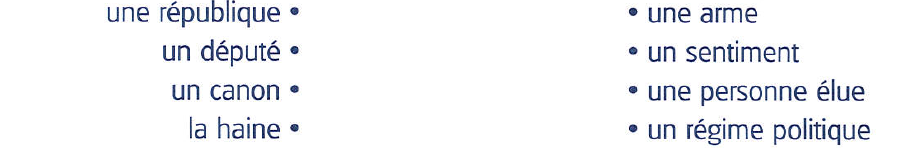 une république • • une arme
un député • • un sentiment
un canon • • une personne élue
la haine • • un régime politique